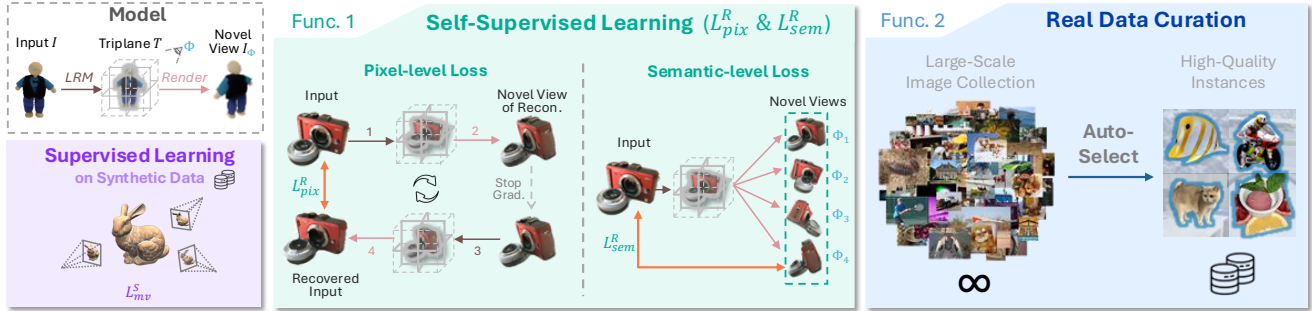 Model
Input I
Triplane T
Φ
Novel
View I_Φ
LRM
Render
Supervised Learning
on Synthetic Data
L^S_mv
Func. 1
Self-Supervised Learning (L^R_pix & L^R_sem)
Pixel-level Loss
Input
Novel View
of Recon.
1
2
L^R_pix
Stop
Grad.
4
3
Recovered
Input
Semantic-level Loss
Novel Views
Input
Φ1
Φ2
Φ3
Φ4
L^R_sem
Func. 2
Real Data Curation
Large-Scale
Image Collection
∞
Auto-
Select
High-Quality
Instances